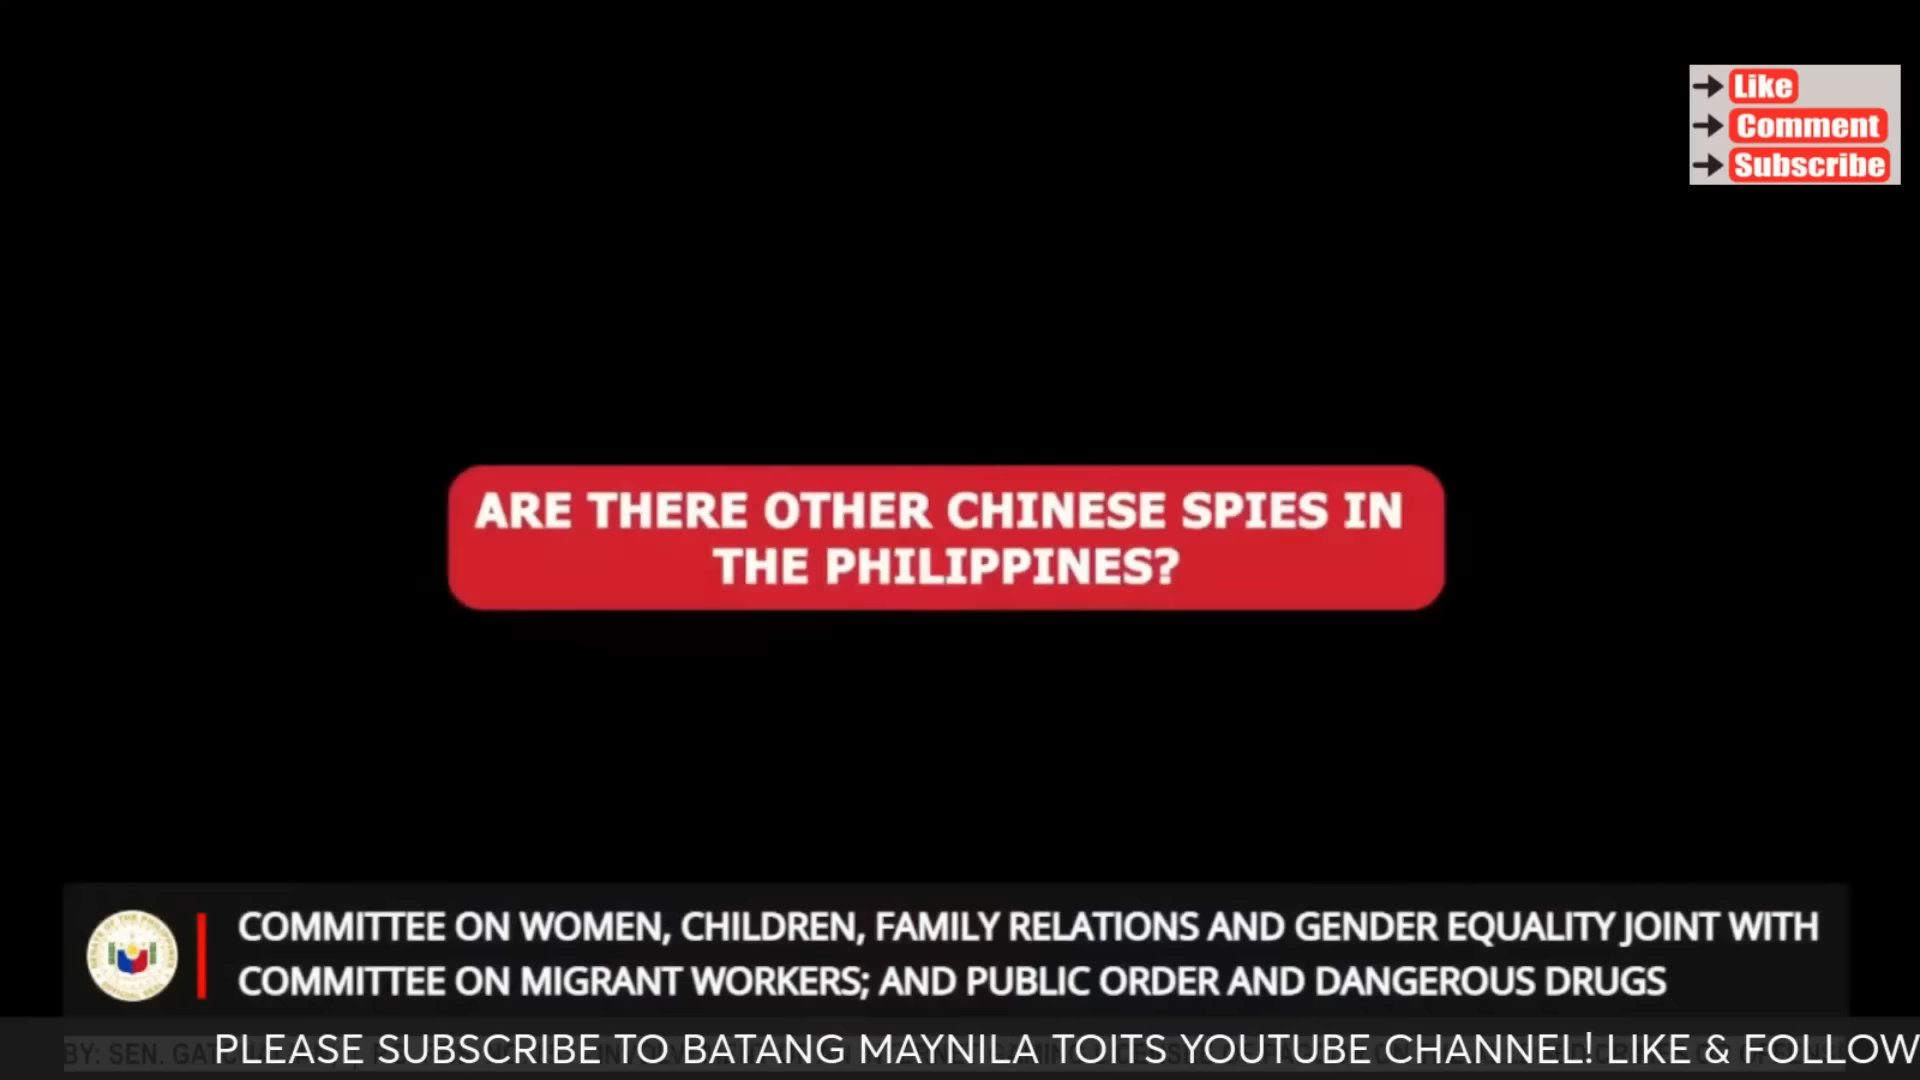 Like
Comment
Subscribe
ARE THERE OTHER CHINESE SPIES IN
THE PHILIPPINES?
COMMITTEE ON WOMEN, CHILDREN, FAMILY RELATIONS AND GENDER EQUALITY JOINT WITH
COMMITTEE ON MIGRANT WORKERS; AND PUBLIC ORDER AND DANGEROUS DRUGS
BY: SEN.
PLEASE SUBSCRIBE TO BATANG MAYNILA TOITS YOUTUBE CHANNEL! LIKE & FOLLOW